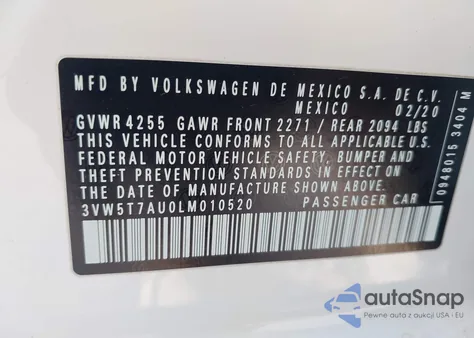 MFD BY VOLKSWAGEN DE MEXICO S.A. DE C.V.
MEXICO 02/20
GVWR 4255 GAWR FRONT 2271 / REAR 2094 LBS
THIS VEHICLE CONFORMS TO ALL APPLICABLE U.S.
FEDERAL MOTOR VEHICLE SAFETY, BUMPER AND
THEFT PREVENTION STANDARDS IN EFFECT ON THE
DATE OF MANUFACTURE SHOWN ABOVE.
3VW5T7AU0LM010520 PASSENGER CAR
0948015 3404 M
autoSnap
Pewne auta z aukcji USA - EU